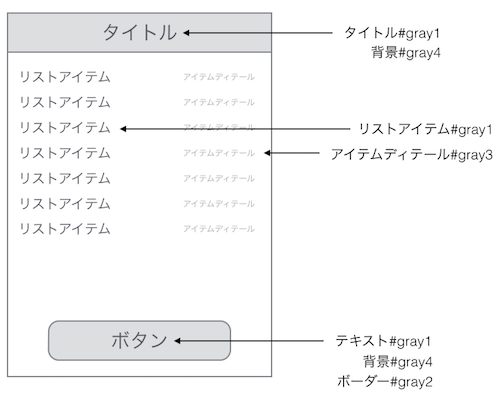 タイトル
タイトル#gray1
背景#gray4
リストアイテム アイテムディテール
リストアイテム アイテムディテール
リストアイテム アイテムディテール
リストアイテム#gray1
リストアイテム アイテムディテール
アイテムディテール#gray3
リストアイテム アイテムディテール
リストアイテム アイテムディテール
リストアイテム アイテムディテール
ボタン
テキスト#gray1
背景#gray4
ボーダー#gray2